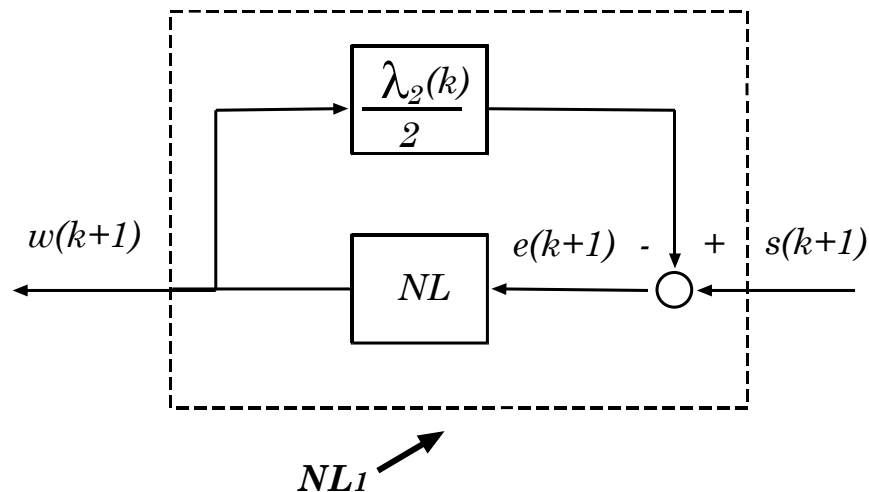 λ₂(k)
2
w(k+1)
e(k+1) - + s(k+1)
NL
NL1